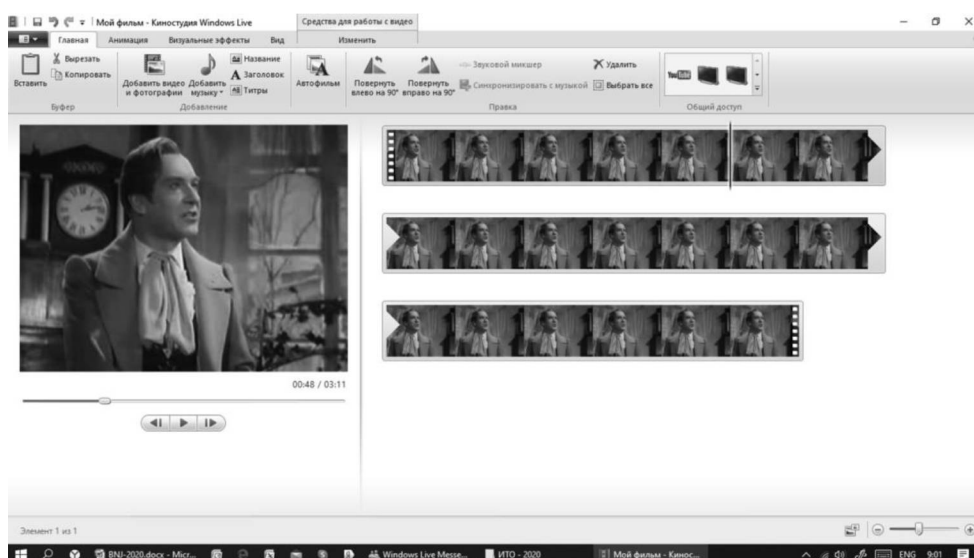 Мой фильм - Киностудия Windows Live
Средства для работы с видео
Главная Анимация Визуальные эффекты Вид Изменить
Вставить
Вырезать
Копировать
Буфер
Добавить видео и фотографии
Добавить музыку
Название
Заголовок
Титры
Добавление
Автофильм
Повернуть влево на 90°
Повернуть вправо на 90°
Звуковой микшер
Синхронизировать с музыкой
Удалить
Выбрать все
Правка
YouTube
Общий доступ
00:48 / 03:11
Элемент 1 из 1
BNJ-2020.docx - Micr...
Windows Live Messe...
ИТО - 2020
Мой фильм - Кинос...
ENG 9:01